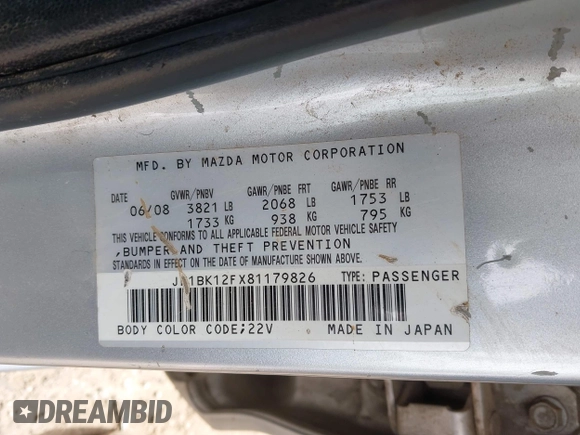 MFD. BY MAZDA MOTOR CORPORATION
DATE GVWR/PNBV GAWR/PNBE FRT GAWR/PNBE RR
06/08 3821 LB 2068 LB 1753 LB
1733 KG 938 KG 795 KG
THIS VEHICLE CONFORMS TO ALL APPLICABLE FEDERAL MOTOR VEHICLE SAFETY
,BUMPER AND THEFT PREVENTION
STANDARDS IN EFFECT ON THE DATE OF MANUFACTURE SHOWN ABOVE.
TYPE: PASSENGER
BODY COLOR CODE;22V MADE IN JAPAN
DREAMBID